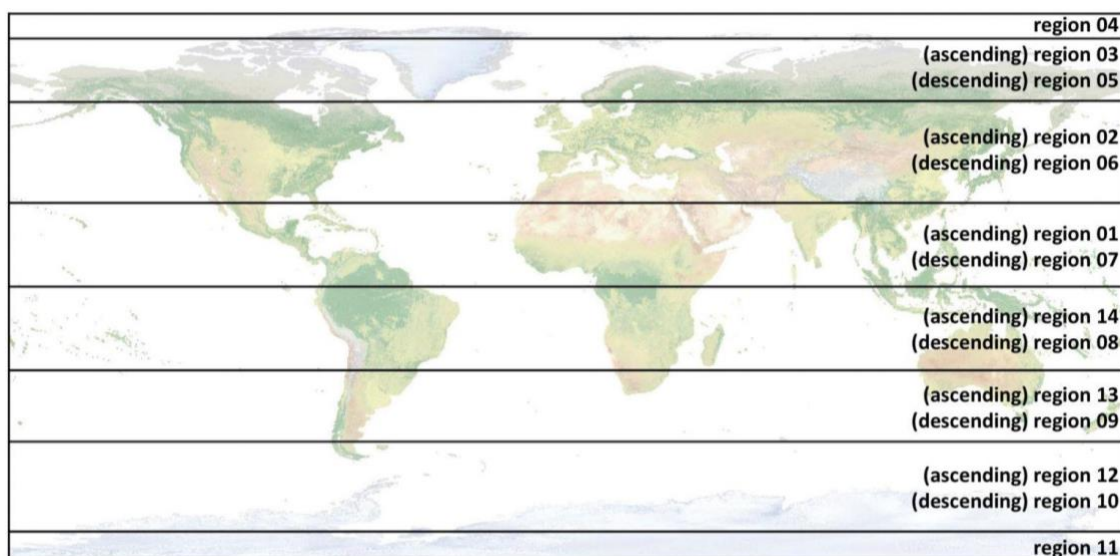 region 04
(ascending) region 03
(descending) region 05
(ascending) region 02
(descending) region 06
(ascending) region 01
(descending) region 07
(ascending) region 14
(descending) region 08
(ascending) region 13
(descending) region 09
(ascending) region 12
(descending) region 10
region 11